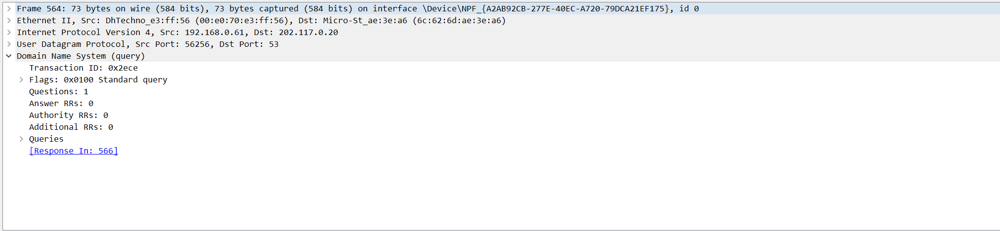 Frame 564: 73 bytes on wire (584 bits), 73 bytes captured (584 bits) on interface \Device\NPF_{A2AB92CB-277E-40EC-A720-79DCA21EF175}, id 0
Ethernet II, Src: DhTechno_e3:ff:56 (00:e0:70:e3:ff:56), Dst: Micro-St_ae:3e:a6 (6c:62:6d:ae:3e:a6)
Internet Protocol Version 4, Src: 192.168.0.61, Dst: 202.117.0.20
User Datagram Protocol, Src Port: 56256, Dst Port: 53
Domain Name System (query)
Transaction ID: 0x2ece
Flags: 0x0100 Standard query
Questions: 1
Answer RRs: 0
Authority RRs: 0
Additional RRs: 0
Queries
[Response In: 566]